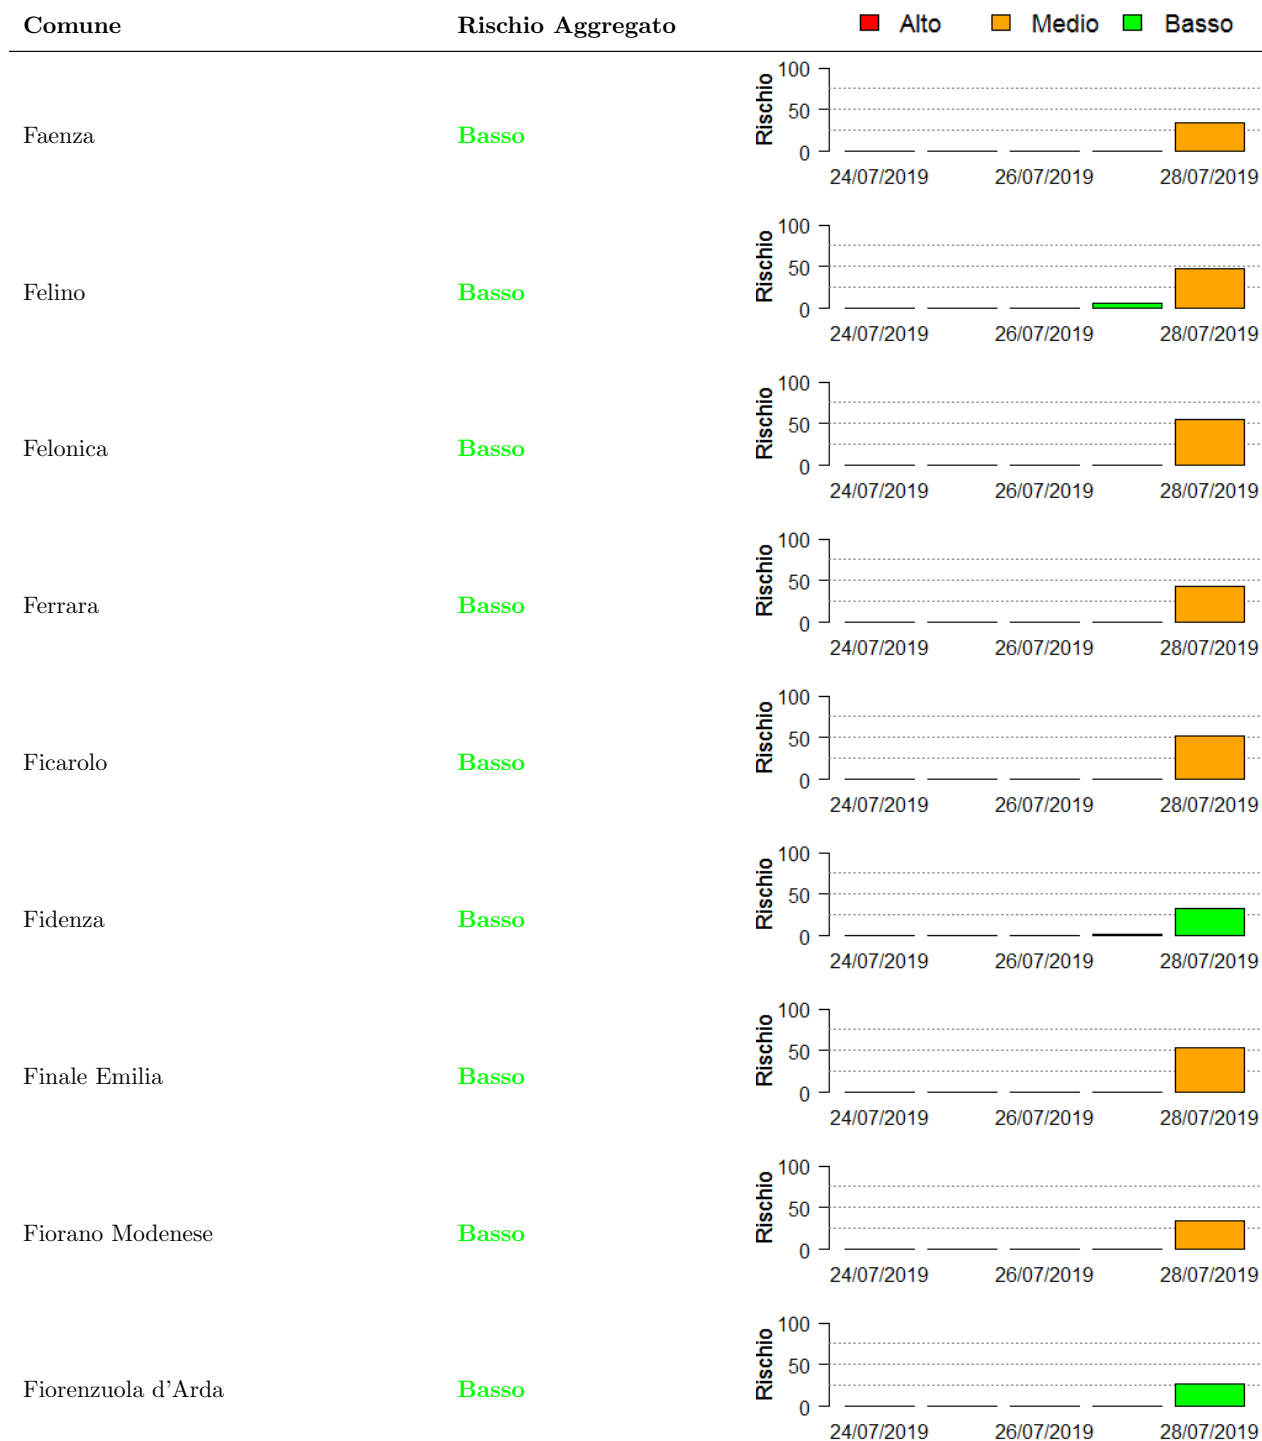 Comune Rischio Aggregato Alto Medio Basso
Faenza Basso
Rischio
100
50
0
24/07/2019 26/07/2019 28/07/2019
Felino Basso
Rischio
100
50
0
24/07/2019 26/07/2019 28/07/2019
Felonica Basso
Rischio
100
50
0
24/07/2019 26/07/2019 28/07/2019
Ferrara Basso
Rischio
100
50
0
24/07/2019 26/07/2019 28/07/2019
Ficarolo Basso
Rischio
100
50
0
24/07/2019 26/07/2019 28/07/2019
Fidenza Basso
Rischio
100
50
0
24/07/2019 26/07/2019 28/07/2019
Finale Emilia Basso
Rischio
100
50
0
24/07/2019 26/07/2019 28/07/2019
Fiorano Modenese Basso
Rischio
100
50
0
24/07/2019 26/07/2019 28/07/2019
Fiorenzuola d'Arda Basso
Rischio
100
50
0
24/07/2019 26/07/2019 28/07/2019